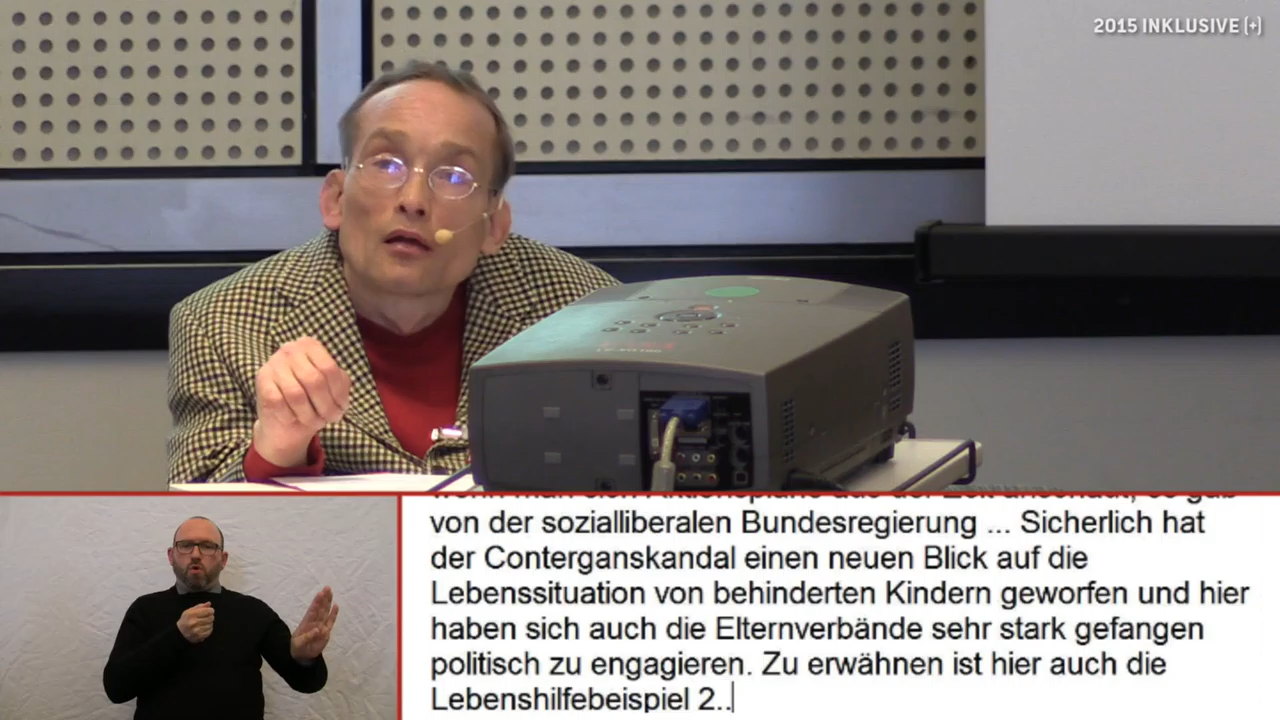 2015 INKLUSIVE [+]
von der sozialliberalen Bundesregierung ... Sicherlich hat
der Conterganskandal einen neuen Blick auf die
Lebenssituation von behinderten Kindern geworfen und hier
haben sich auch die Elternverbände sehr stark gefangen
politisch zu engagieren. Zu erwähnen ist hier auch die
Lebenshilfebeispiel 2..